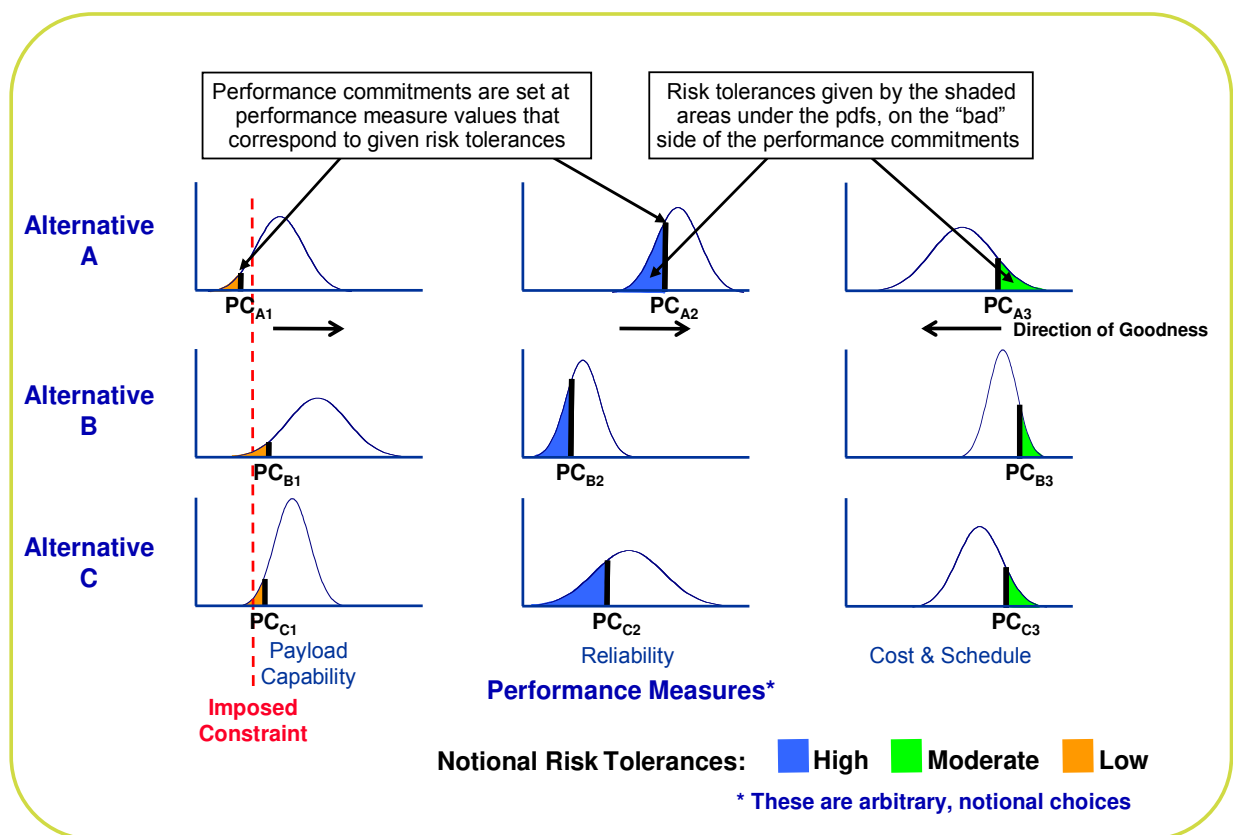 Performance commitments are set at
performance measure values that
correspond to given risk tolerances
Risk tolerances given by the shaded
areas under the pdfs, on the “bad”
side of the performance commitments
Alternative
A
PCA1
PCA2
PCA3
Direction of Goodness
Alternative
B
PCB1
PCB2
PCB3
Alternative
C
PCC1
PCC2
PCC3
Payload
Capability
Reliability
Cost & Schedule
Performance Measures*
Imposed
Constraint
Notional Risk Tolerances: High Moderate Low
* These are arbitrary, notional choices